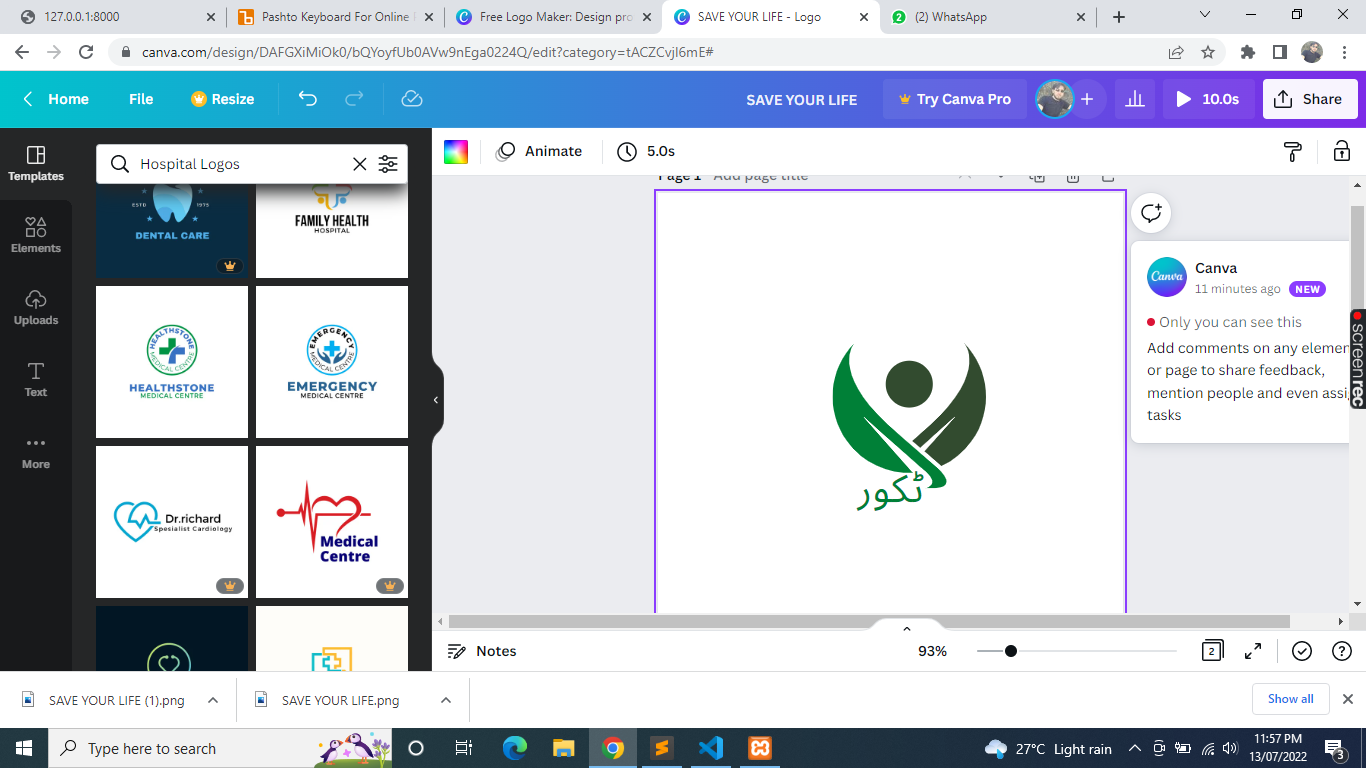 127.0.0.1:8000
Pashto Keyboard For Online
Free Logo Maker: Design pro
SAVE YOUR LIFE - Logo
(2) WhatsApp
canva.com/design/DAFGXiMiOk0/bQYoyfUb0AVw9nEga0224Q/edit?category=tACZCvjI6mE#
Home
File
Resize
SAVE YOUR LIFE
Try Canva Pro
10.0s
Share
Templates
Elements
Uploads
Text
More
Hospital Logos
ESTD 1975
DENTAL CARE
FAMILY HEALTH
HOSPITAL
HEALTHSTONE
MEDICAL CENTRE
HEALTHSTONE
MEDICAL CENTRE
EMERGENCY
MEDICAL CENTRE
EMERGENCY
MEDICAL CENTRE
Dr.richard
Spesialist Cardiology
Medical
Centre
Animate
5.0s
Page 1 Add page title
ٹکور
Canva
Canva
11 minutes ago NEW
Only you can see this
Add comments on any elemen
or page to share feedback,
mention people and even assi
tasks
screenrec
Notes
93%
2
SAVE YOUR LIFE (1).png
SAVE YOUR LIFE.png
Show all
Type here to search
27°C Light rain
11:57 PM
13/07/2022
3